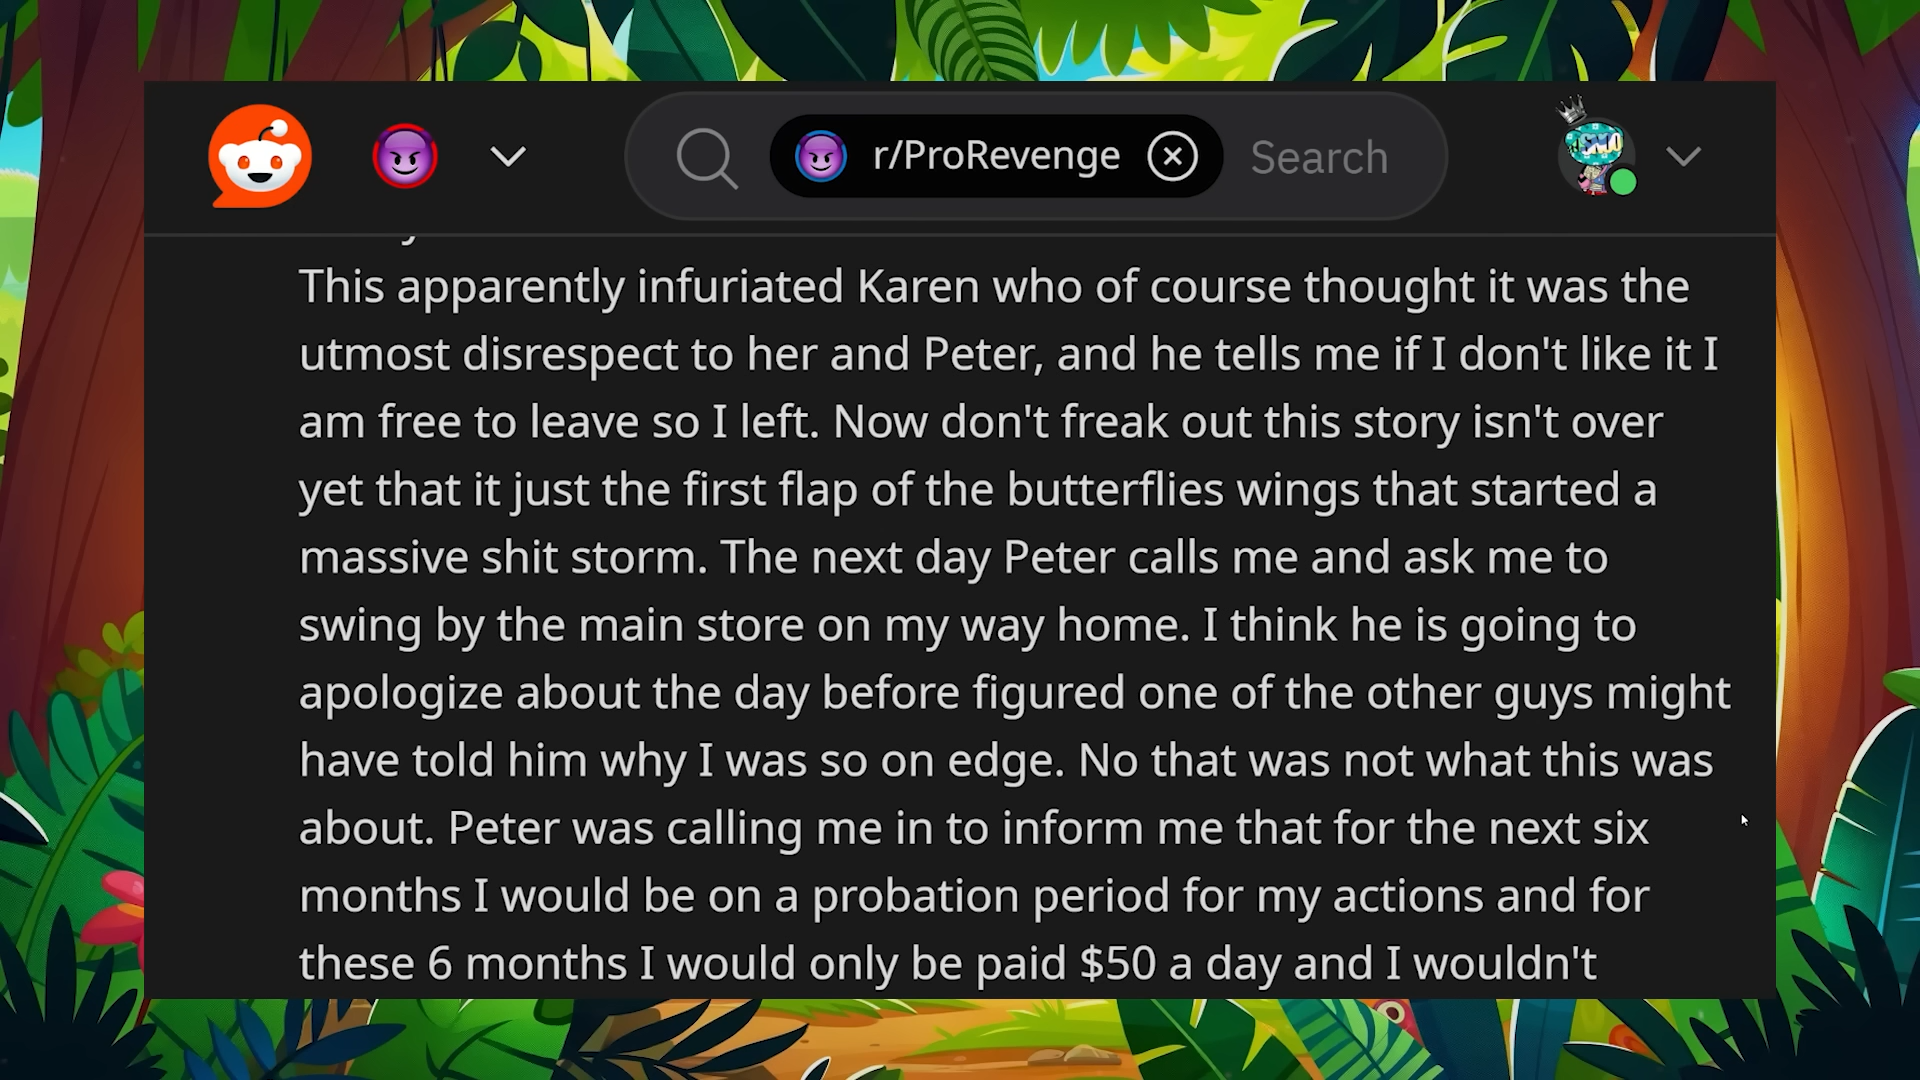 r/ProRevenge
Search
This apparently infuriated Karen who of course thought it was the
utmost disrespect to her and Peter, and he tells me if I don't like it I
am free to leave so I left. Now don't freak out this story isn't over
yet that it just the first flap of the butterflies wings that started a
massive shit storm. The next day Peter calls me and ask me to
swing by the main store on my way home. I think he is going to
apologize about the day before figured one of the other guys might
have told him why I was so on edge. No that was not what this was
about. Peter was calling me in to inform me that for the next six
months I would be on a probation period for my actions and for
these 6 months I would only be paid $50 a day and I wouldn't